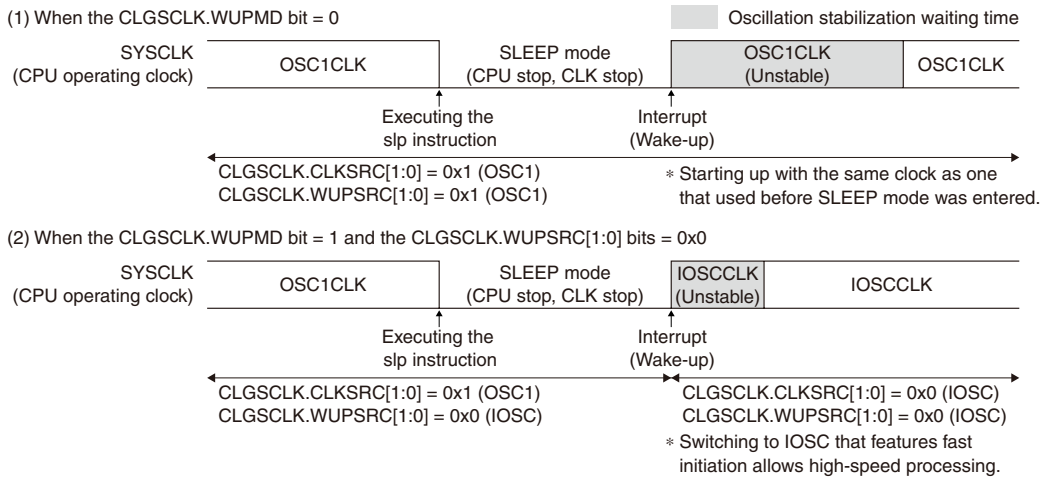 (1) When the CLGSCLK.WUPMD bit = 0
Oscillation stabilization waiting time
SYSCLK
(CPU operating clock)
OSC1CLK
SLEEP mode
(CPU stop, CLK stop)
OSC1CLK
(Unstable)
OSC1CLK
Executing the
slp instruction
Interrupt
(Wake-up)
CLGSCLK.CLKSRC[1:0] = 0x1 (OSC1)
CLGSCLK.WUPSRC[1:0] = 0x1 (OSC1)
* Starting up with the same clock as one
that used before SLEEP mode was entered.
(2) When the CLGSCLK.WUPMD bit = 1 and the CLGSCLK.WUPSRC[1:0] bits = 0x0
SYSCLK
(CPU operating clock)
OSC1CLK
SLEEP mode
(CPU stop, CLK stop)
IOSCCLK
(Unstable)
IOSCCLK
Executing the
slp instruction
Interrupt
(Wake-up)
CLGSCLK.CLKSRC[1:0] = 0x1 (OSC1)
CLGSCLK.WUPSRC[1:0] = 0x0 (IOSC)
CLGSCLK.CLKSRC[1:0] = 0x0 (IOSC)
CLGSCLK.WUPSRC[1:0] = 0x0 (IOSC)
* Switching to IOSC that features fast
initiation allows high-speed processing.